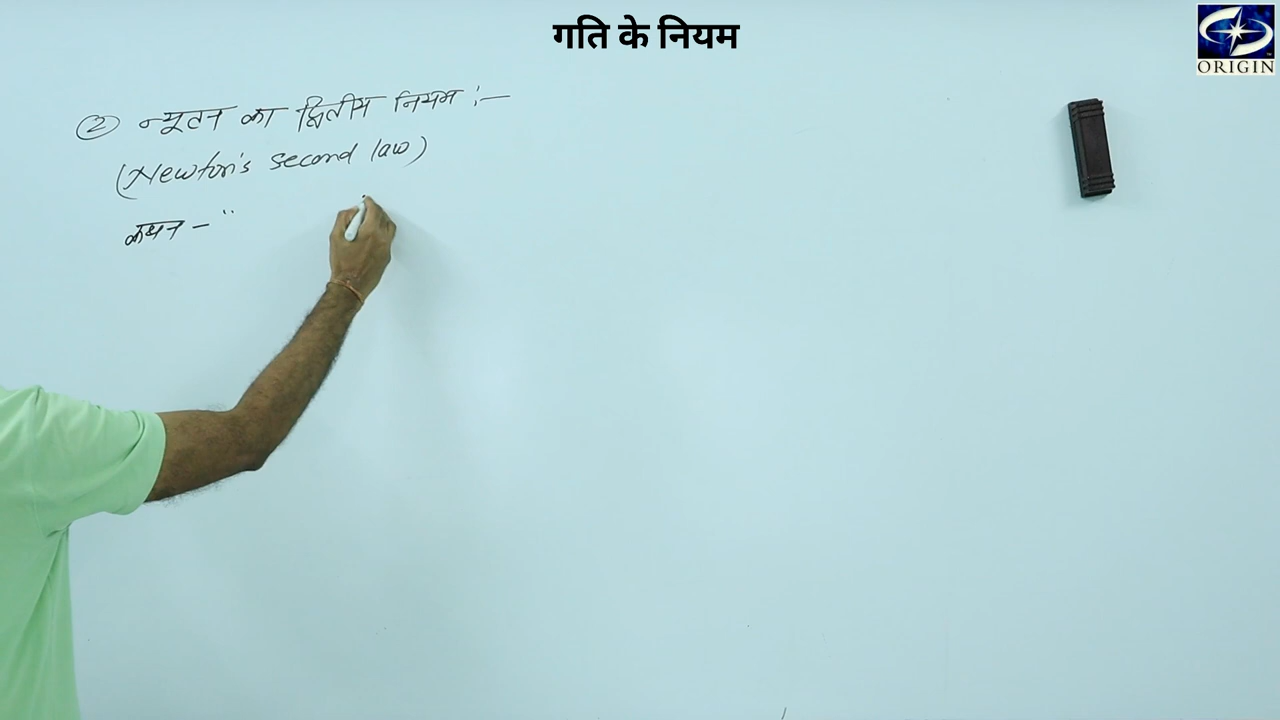 गति के नियम
ORIGIN
② न्यूटन का द्वितीय नियम :—
(Newton's second law)
कथन – "